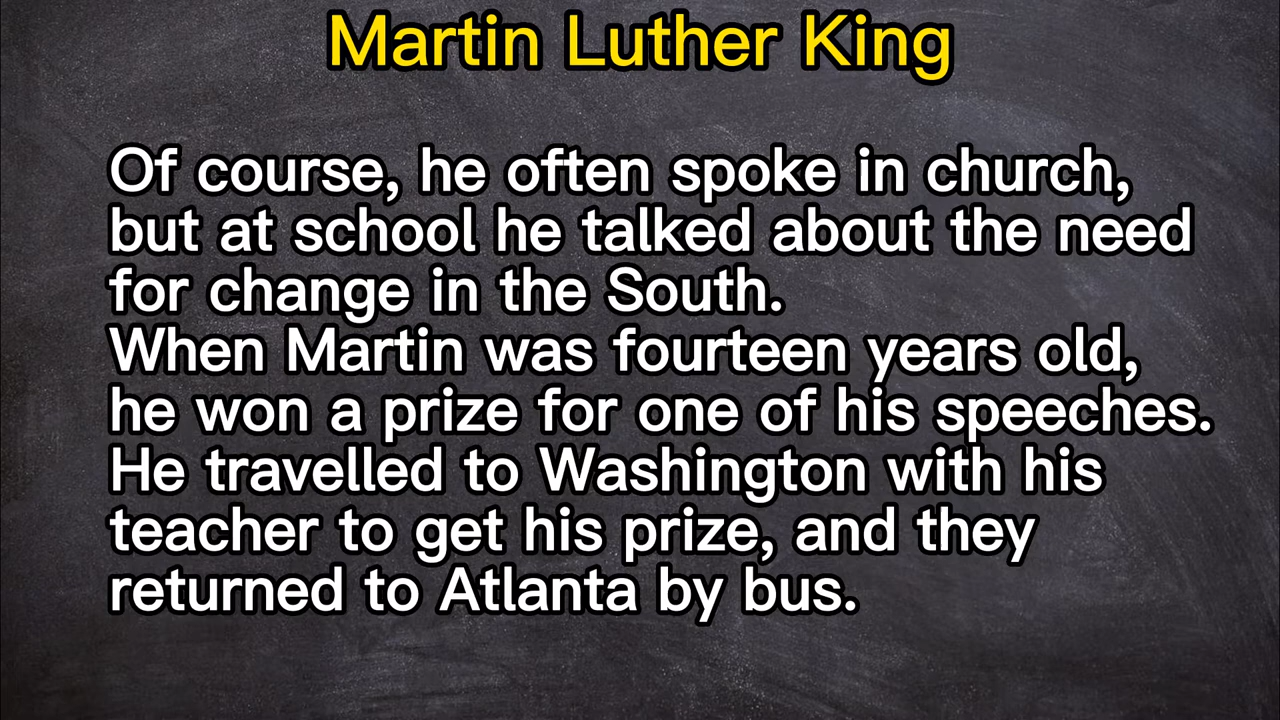 Martin Luther King
Of course, he often spoke in church,
but at school he talked about the need
for change in the South.
When Martin was fourteen years old,
he won a prize for one of his speeches.
He travelled to Washington with his
teacher to get his prize, and they
returned to Atlanta by bus.